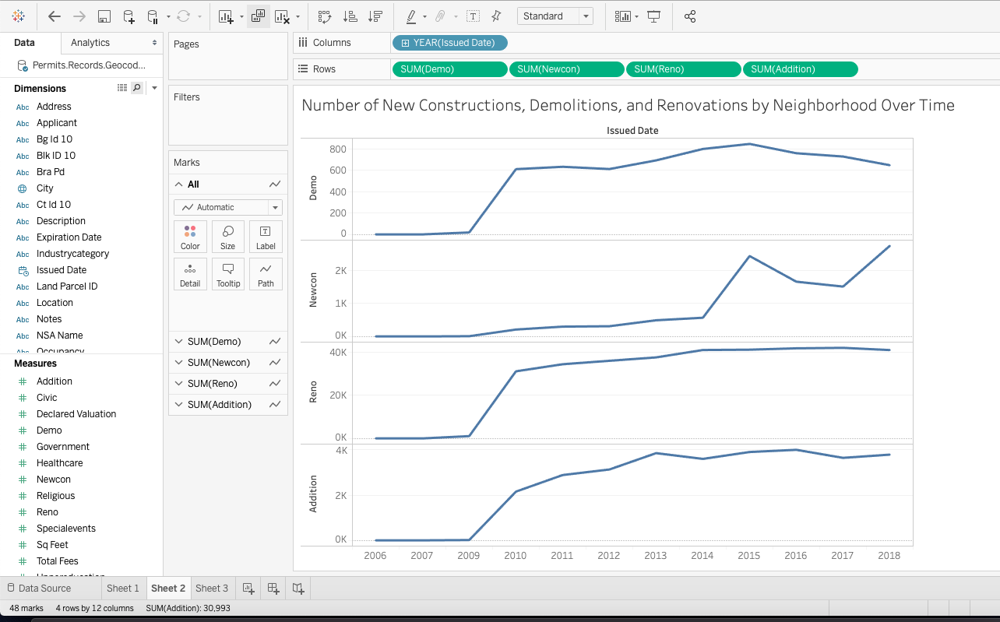 Standard
Data
Analytics
Permits.Records.Geocod...
Dimensions
Abc Address
Abc Applicant
Abc Bg Id 10
Abc Blk ID 10
Abc Bra Pd
City
Abc Ct Id 10
Abc Description
Abc Expiration Date
Abc Industrycategory
Issued Date
Abc Land Parcel ID
Abc Location
Abc Notes
Abc NSA Name
Abc Occupancy
Measures
# Addition
# Civic
# Declared Valuation
# Demo
# Government
# Healthcare
# Newcon
# Religious
# Reno
# Specialevents
# Sq Feet
# Total Fees
Pages
Filters
Marks
All
Automatic
Color Size Label
Detail Tooltip Path
SUM(Demo)
SUM(Newcon)
SUM(Reno)
SUM(Addition)
Columns YEAR(Issued Date)
Rows SUM(Demo) SUM(Newcon) SUM(Reno) SUM(Addition)
Number of New Constructions, Demolitions, and Renovations by Neighborhood Over Time
Issued Date
Demo
800
600
400
200
0
Newcon
2K
1K
0K
Reno
40K
20K
0K
Addition
4K
2K
0K
2006 2007 2009 2010 2011 2012 2013 2014 2015 2016 2017 2018
Data Source Sheet 1 Sheet 2 Sheet 3
48 marks 4 rows by 12 columns SUM(Addition): 30,993